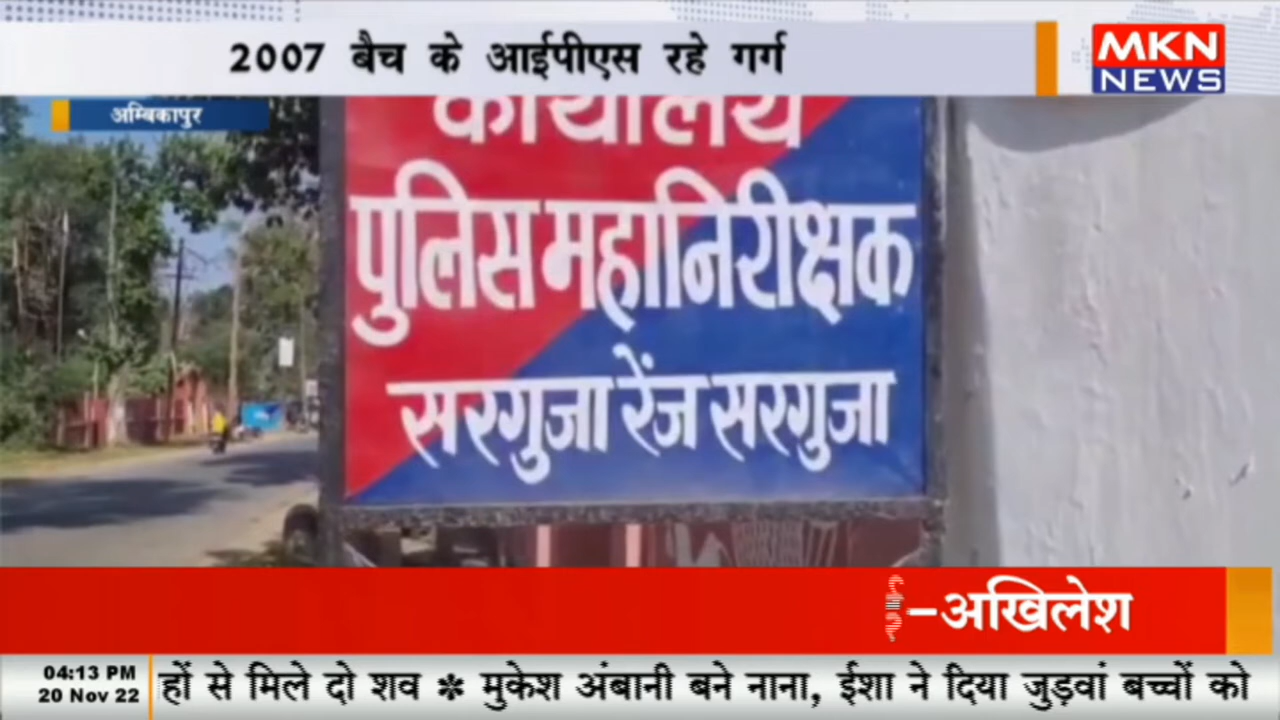 2007 बैच के आईपीएस रहे गर्ग
MKN
NEWS
अम्बिकापुर
कार्यालय
पुलिस महानिरीक्षक
सरगुजा रेंज सरगुजा
–अखिलेश
04:13 PM
20 Nov 22
हों से मिले दो शव * मुकेश अंबानी बने नाना, ईशा ने दिया जुड़वां बच्चों को